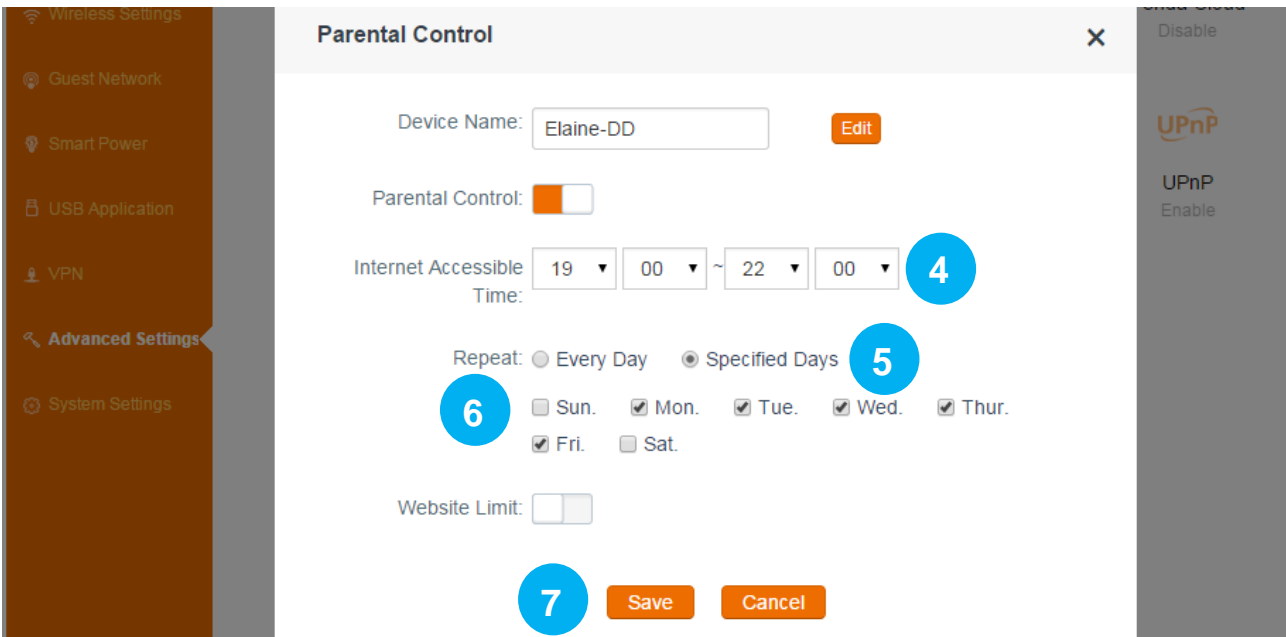 Wireless Settings
Guest Network
Smart Power
USB Application
VPN
Advanced Settings
System Settings
Parental Control
Device Name: Elaine-DD Edit
Parental Control:
Internet Accessible Time: 19 00 ~ 22 00 4
Repeat: Every Day Specified Days 5
6 Sun. Mon. Tue. Wed. Thur.
Fri. Sat.
Website Limit:
7 Save Cancel
Cloud
Disable
UPnP
UPnP
Enable